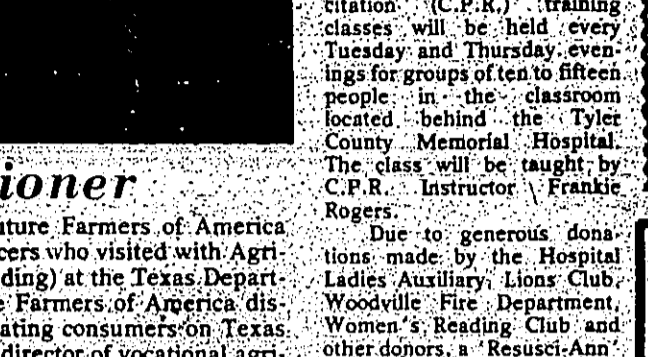 ioner
uture Farmers of America
cers who visited with Agri-
ding) at the Texas Depart-
e Farmers of America dis-
ating consumers on Texas
director of vocational agri-
citation (C.P.R.) training
classes will be held every
Tuesday and Thursday even-
ings for groups of ten to fifteen
people in the classroom
located behind the Tyler
County Memorial Hospital.
The class will be taught by
C.P.R. Instructor Frankie
Rogers.
Due to generous dona-
tions made by the Hospital
Ladies Auxiliary, Lions Club,
Woodville Fire Department,
Women's Reading Club and
other donors, a 'Resusci-Ann'